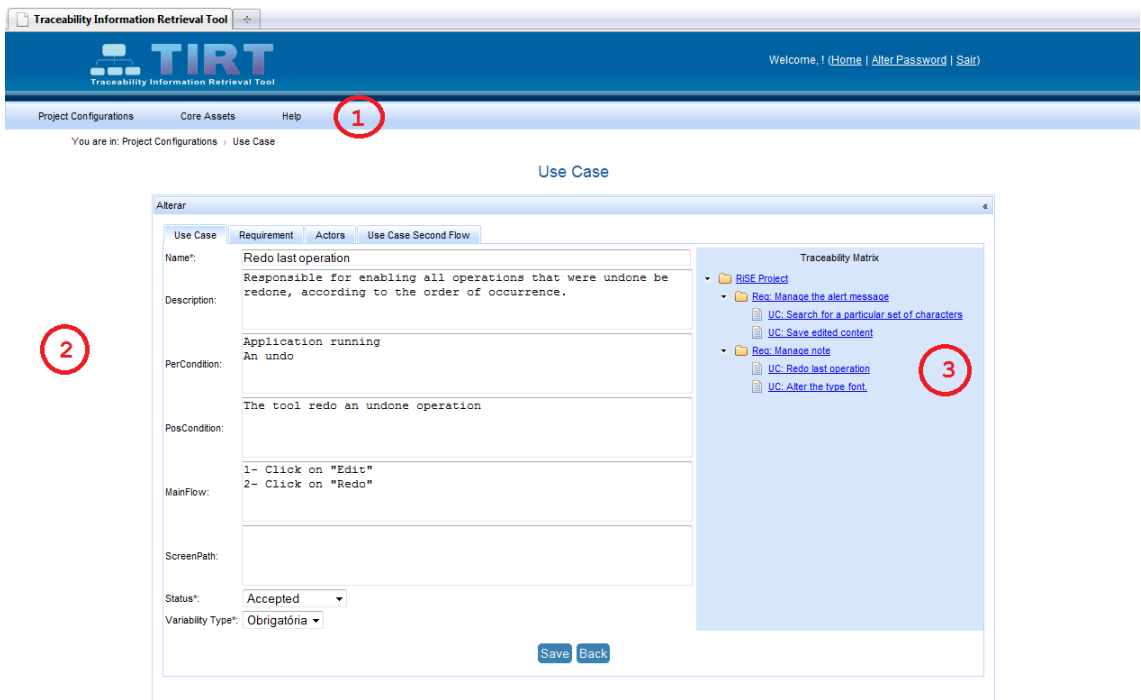 Traceability Information Retrieval Tool
TIRT
Traceability Information Retrieval Tool
Welcome, ! (Home | Alter Password | Sair)
Project Configurations Core Assets Help 1
You are in: Project Configurations › Use Case
Use Case
Alterar «
Use Case Requirement Actors Use Case Second Flow
Name*: Redo last operation
Description: Responsible for enabling all operations that were undone be
redone, according to the order of occurrence.
PerCondition: Application running
An undo
PosCondition: The tool redo an undone operation
MainFlow: 1- Click on "Edit"
2- Click on "Redo"
ScreenPath:
Status*: Accepted
Variability Type*: Obrigatória
Save Back
2
Traceability Matrix
RiSE Project
Req: Manage the alert message
UC: Search for a particular set of characters
UC: Save edited content
Req: Manage note
UC: Redo last operation
UC: Alter the type font.
3